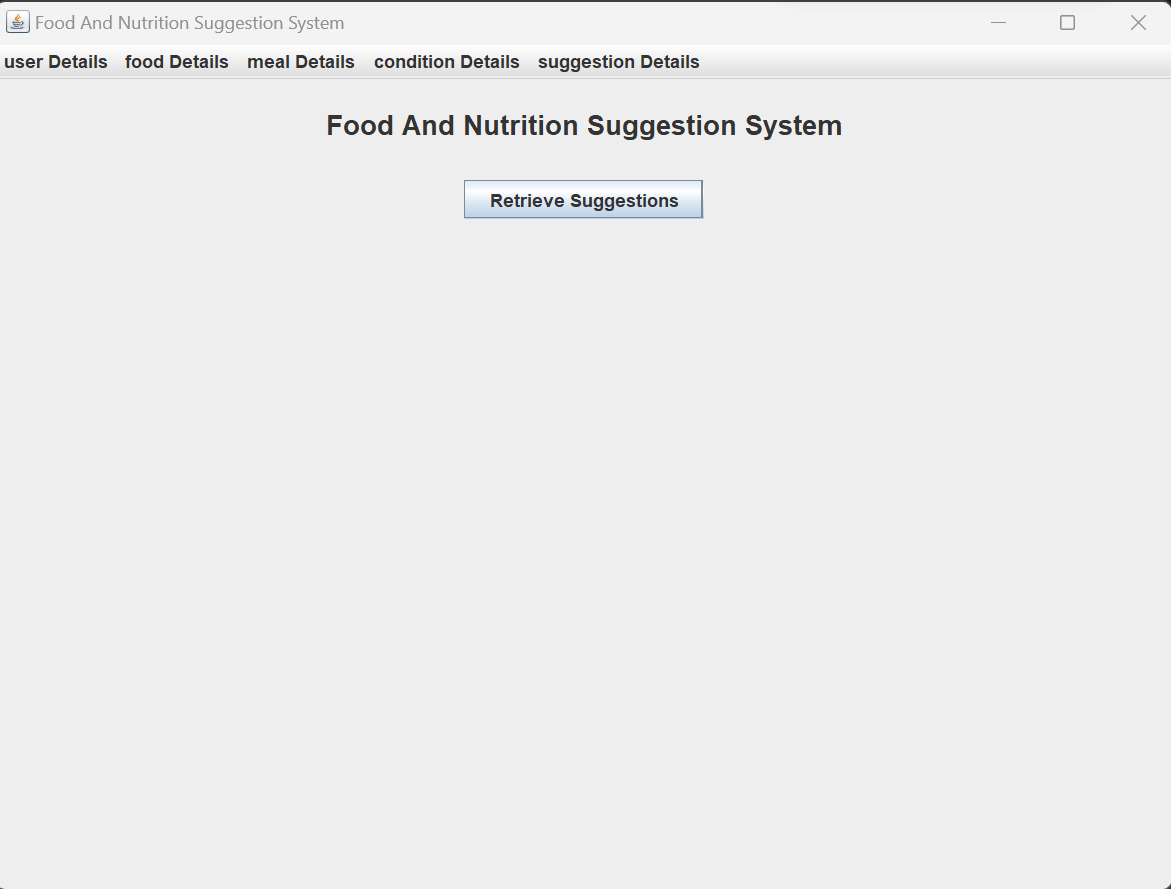 Food And Nutrition Suggestion System
user Details food Details meal Details condition Details suggestion Details
Food And Nutrition Suggestion System
Retrieve Suggestions